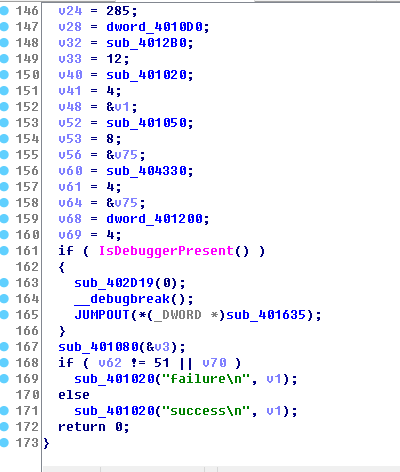 146 v24 = 285;
147 v28 = dword_4010D0;
148 v32 = sub_4012B0;
149 v33 = 12;
150 v40 = sub_401020;
151 v41 = 4;
152 v48 = &v1;
153 v52 = sub_401050;
154 v53 = 8;
155 v56 = &v75;
156 v60 = sub_404330;
157 v61 = 4;
158 v64 = &v75;
159 v68 = dword_401200;
160 v69 = 4;
161 if ( IsDebuggerPresent() )
162 {
163 sub_402D19(0);
164 __debugbreak();
165 JUMPOUT(*(_DWORD *)sub_401635);
166 }
167 sub_401080(&v3);
168 if ( v62 != 51 || v70 )
169 sub_401020("failure\n", v1);
170 else
171 sub_401020("success\n", v1);
172 return 0;
173 }